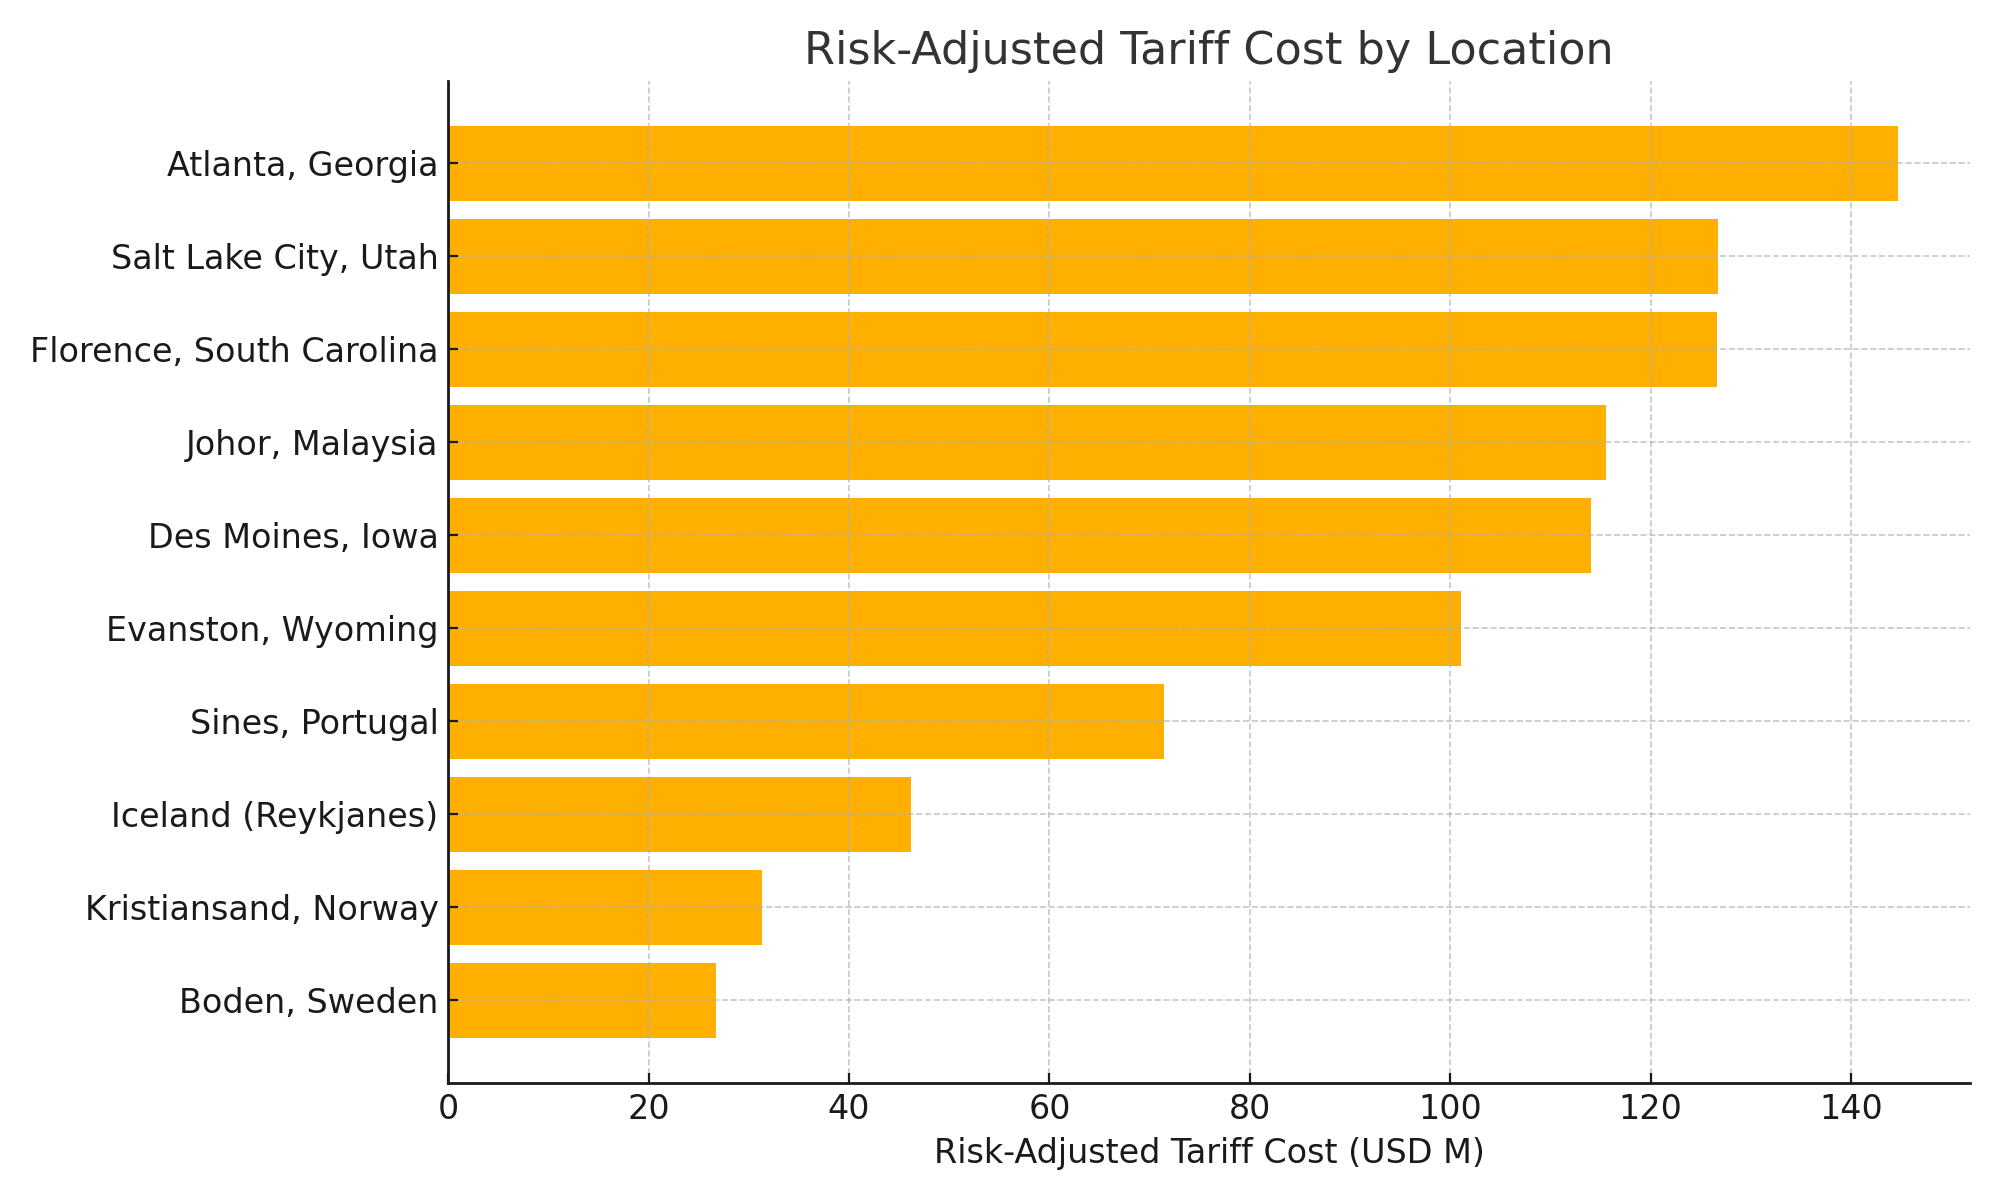 Risk-Adjusted Tariff Cost by Location
Atlanta, Georgia
Salt Lake City, Utah
Florence, South Carolina
Johor, Malaysia
Des Moines, Iowa
Evanston, Wyoming
Sines, Portugal
Iceland (Reykjanes)
Kristiansand, Norway
Boden, Sweden
0 20 40 60 80 100 120 140
Risk-Adjusted Tariff Cost (USD M)